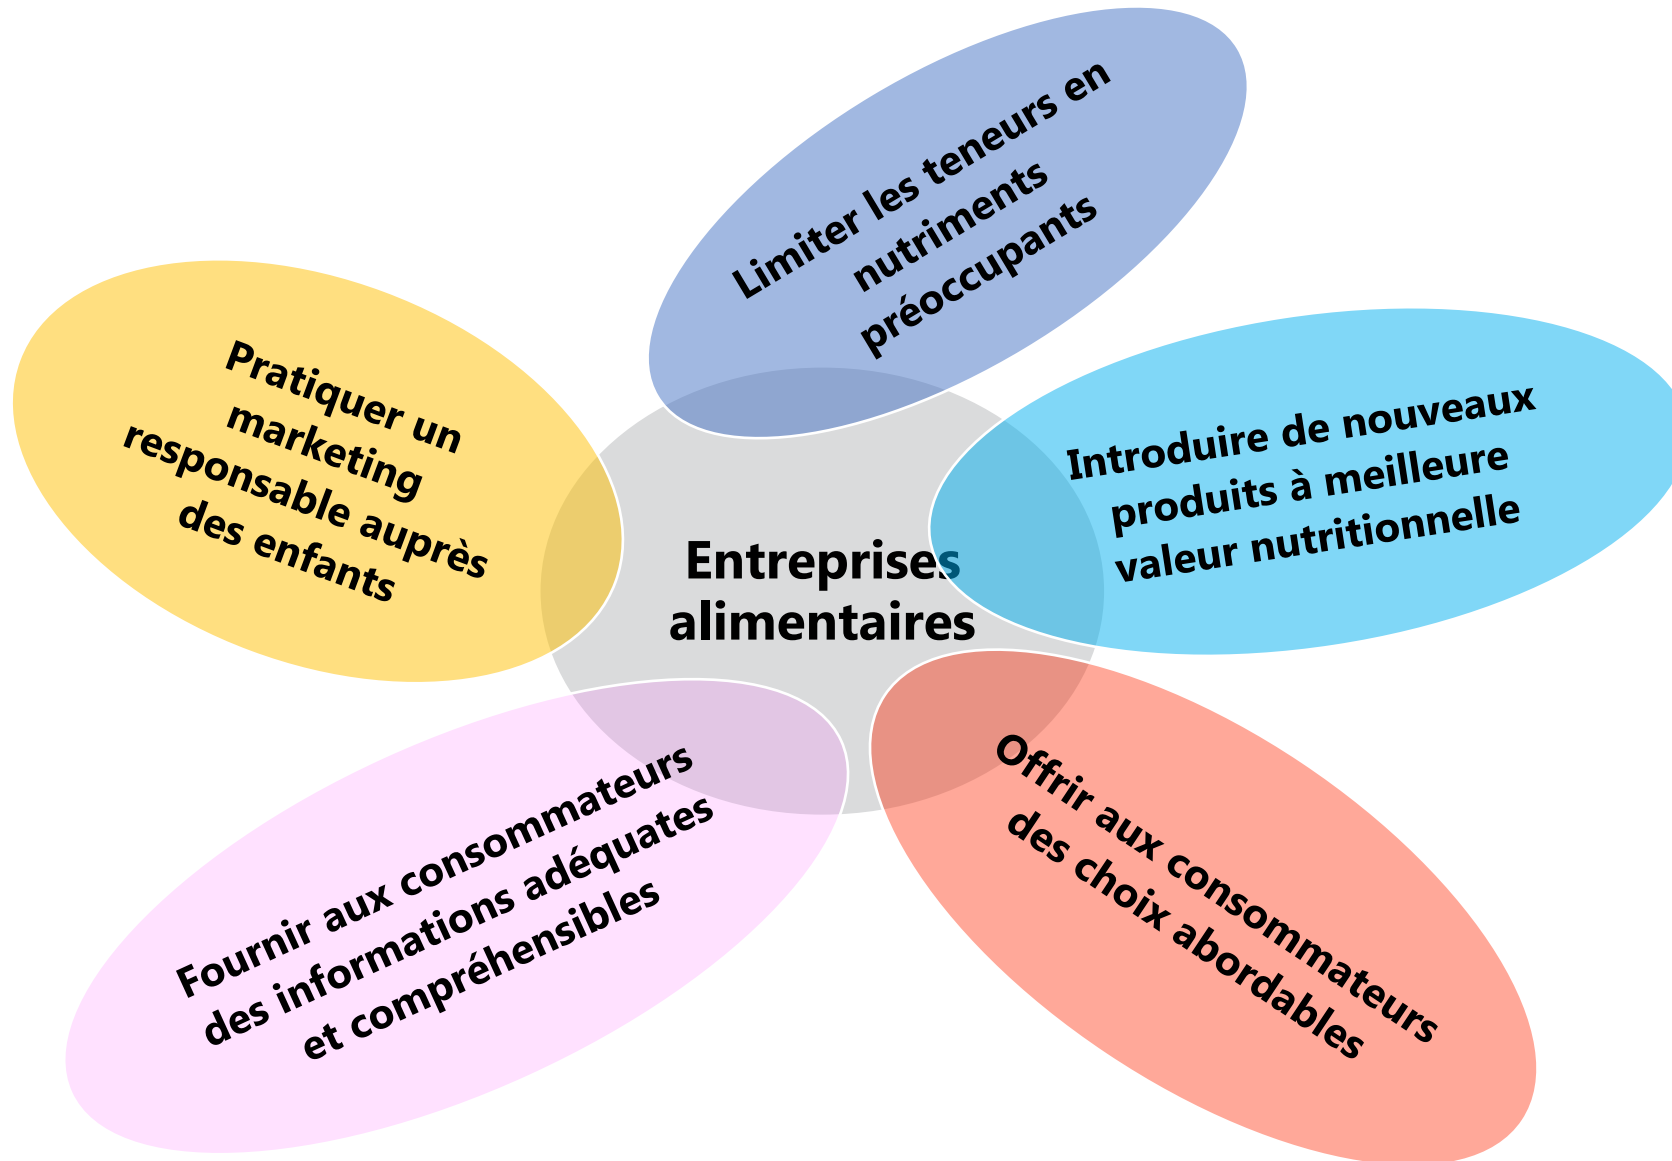 Limiter les teneurs en
nutriments
préoccupants
Introduire de nouveaux
produits à meilleure
valeur nutritionnelle
Pratiquer un
marketing
responsable auprès
des enfants
Entreprises
alimentaires
Offrir aux consommateurs
des choix abordables
Fournir aux consommateurs
des informations adéquates
et compréhensibles